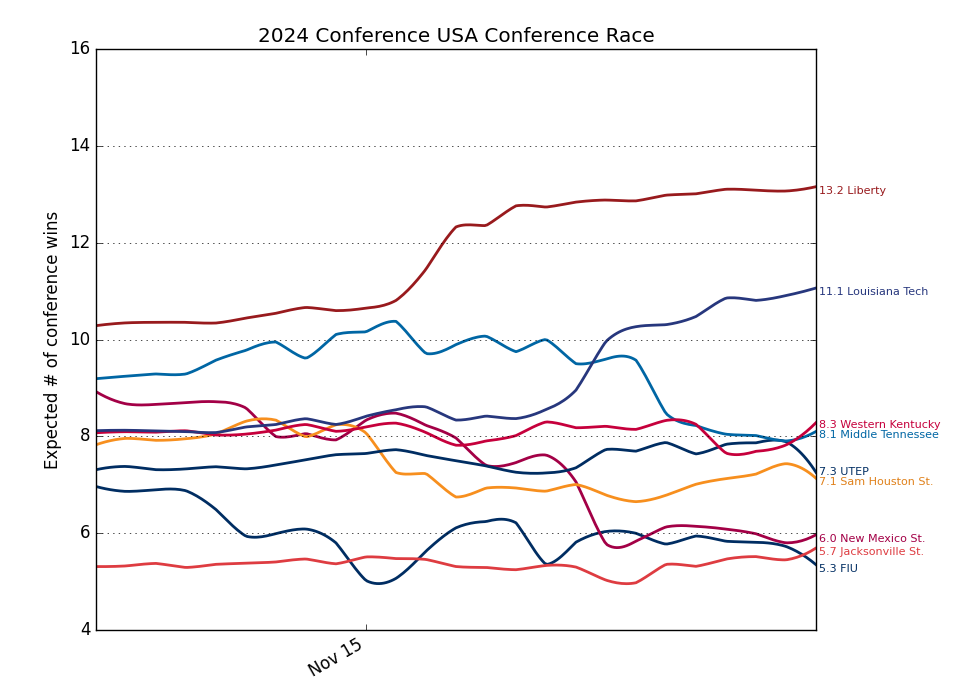 2024 Conference USA Conference Race
Expected # of conference wins
16
14
12
10
8
6
4
Nov 15
13.2 Liberty
11.1 Louisiana Tech
8.3 Western Kentucky
8.1 Middle Tennessee
7.3 UTEP
7.1 Sam Houston St.
6.0 New Mexico St.
5.7 Jacksonville St.
5.3 FIU